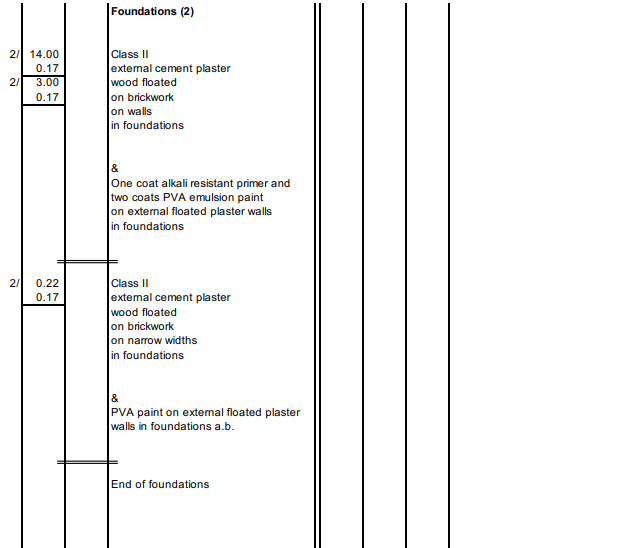 Foundations (2)
2/ 14.00 Class II
0.17 external cement plaster
2/ 3.00 wood floated
0.17 on brickwork
on walls
in foundations
&
One coat alkali resistant primer and
two coats PVA emulsion paint
on external floated plaster walls
in foundations
2/ 0.22 Class II
0.17 external cement plaster
wood floated
on brickwork
on narrow widths
in foundations
&
PVA paint on external floated plaster
walls in foundations a.b.
End of foundations